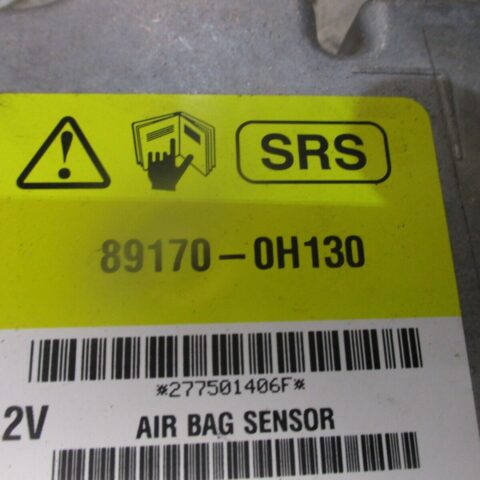 SRS
89170-0H130
*277501406F*
2V AIR BAG SENSOR